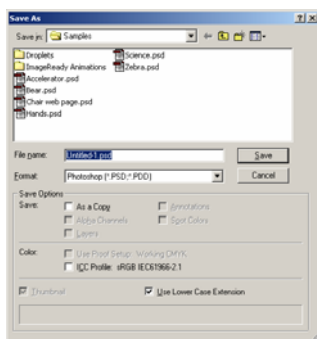 Save As
Save in: Samples
Droplets
ImageReady Animations
Accelerator.psd
Bear.psd
Chair web page.psd
Hands.psd
Science.psd
Zebra.psd
File name: Untitled-1.psd Save
Format: Photoshop (*.PSD;*.PDD) Cancel
Save Options
Save: As a Copy Annotations
Alpha Channels Spot Colors
Layers
Color: Use Proof Setup: Working CMYK
ICC Profile: sRGB IEC61966-2.1
Thumbnail Use Lower Case Extension